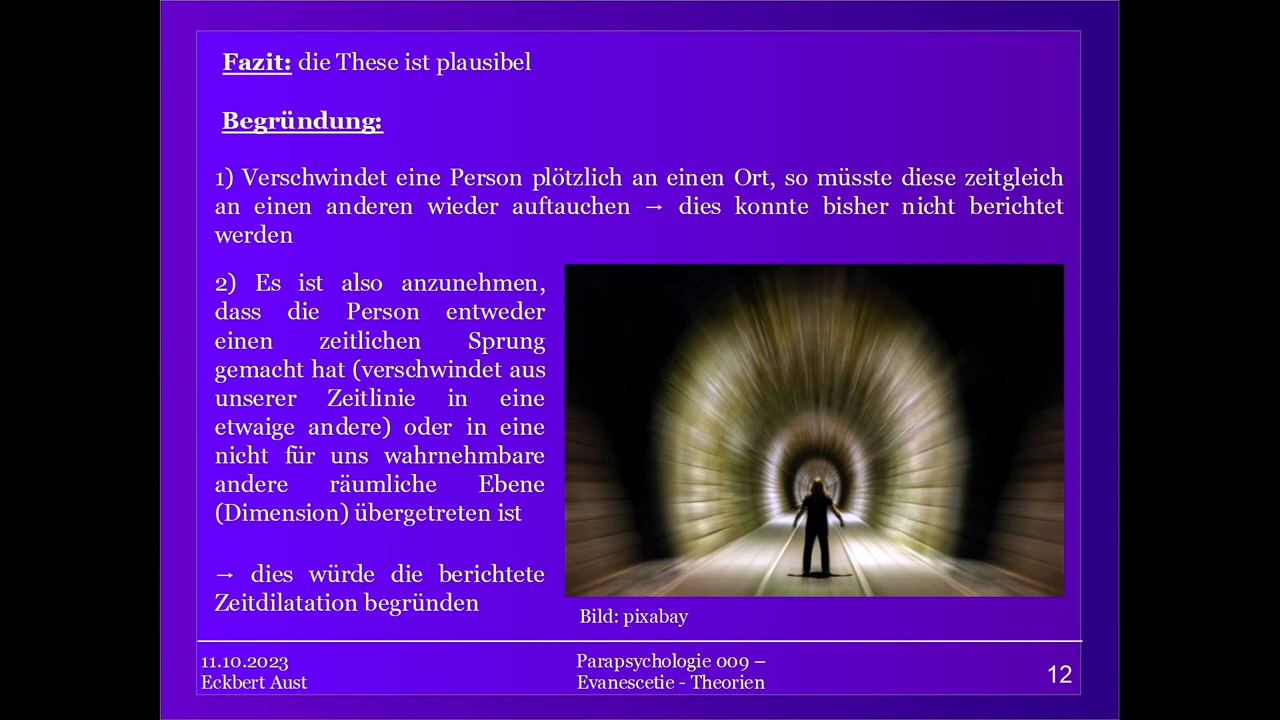 Fazit: die These ist plausibel
Begründung:
1) Verschwindet eine Person plötzlich an einen Ort, so müsste diese zeitgleich
an einen anderen wieder auftauchen → dies konnte bisher nicht berichtet
werden
2) Es ist also anzunehmen,
dass die Person entweder
einen zeitlichen Sprung
gemacht hat (verschwindet aus
unserer Zeitlinie in eine
etwaige andere) oder in eine
nicht für uns wahrnehmbare
andere räumliche Ebene
(Dimension) übergetreten ist
→ dies würde die berichtete
Zeitdilatation begründen
Bild: pixabay
11.10.2023
Eckbert Aust
Parapsychologie 009 –
Evanescetie - Theorien
12